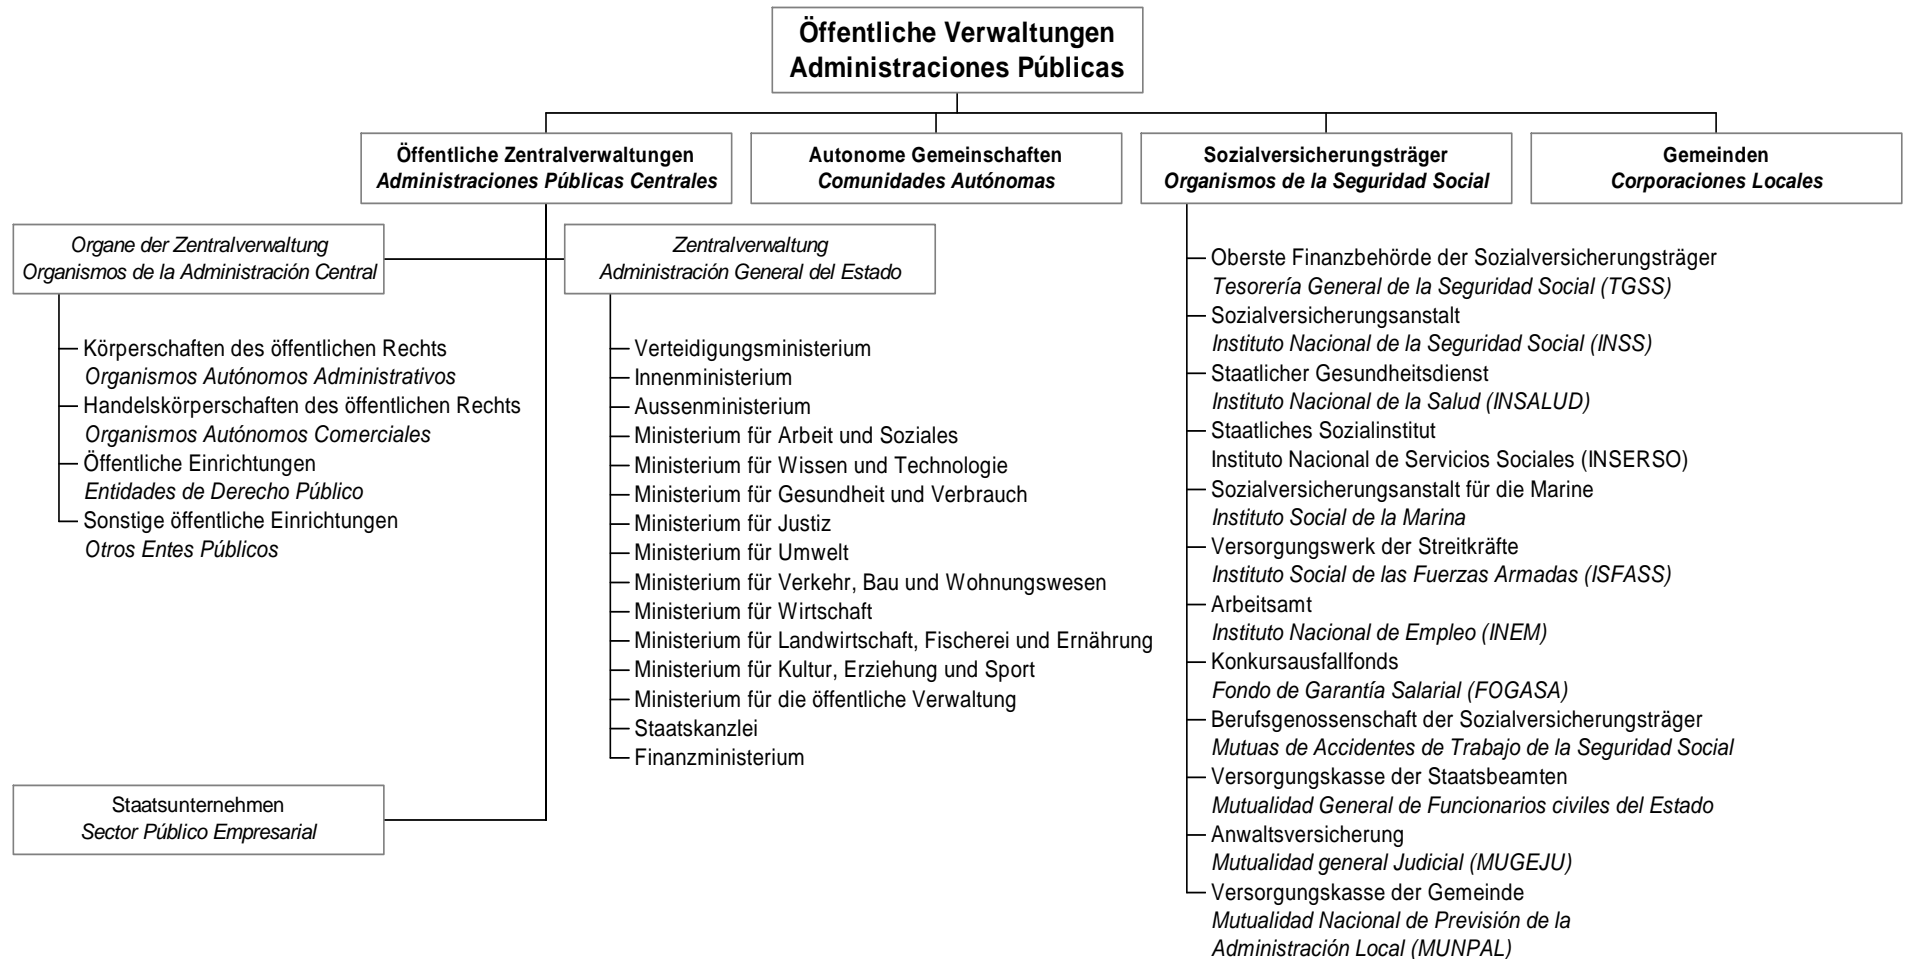 Öffentliche Verwaltungen
Administraciones Públicas
Öffentliche Zentralverwaltungen
Administraciones Públicas Centrales
Autonome Gemeinschaften
Comunidades Autónomas
Sozialversicherungsträger
Organismos de la Seguridad Social
Gemeinden
Corporaciones Locales
Organe der Zentralverwaltung
Organismos de la Administración Central
Körperschaften des öffentlichen Rechts
Organismos Autónomos Administrativos
Handelskörperschaften des öffentlichen Rechts
Organismos Autónomos Comerciales
Öffentliche Einrichtungen
Entidades de Derecho Público
Sonstige öffentliche Einrichtungen
Otros Entes Públicos
Zentralverwaltung
Administración General del Estado
Verteidigungsministerium
Innenministerium
Aussenministerium
Ministerium für Arbeit und Soziales
Ministerium für Wissen und Technologie
Ministerium für Gesundheit und Verbrauch
Ministerium für Justiz
Ministerium für Umwelt
Ministerium für Verkehr, Bau und Wohnungswesen
Ministerium für Wirtschaft
Ministerium für Landwirtschaft, Fischerei und Ernährung
Ministerium für Kultur, Erziehung und Sport
Ministerium für die öffentliche Verwaltung
Staatskanzlei
Finanzministerium
Staatsunternehmen
Sector Público Empresarial
Oberste Finanzbehörde der Sozialversicherungsträger
Tesorería General de la Seguridad Social (TGSS)
Sozialversicherungsanstalt
Instituto Nacional de la Seguridad Social (INSS)
Staatlicher Gesundheitsdienst
Instituto Nacional de la Salud (INSALUD)
Staatliches Sozialinstitut
Instituto Nacional de Servicios Sociales (INSERSO)
Sozialversicherungsanstalt für die Marine
Instituto Social de la Marina
Versorgungswerk der Streitkräfte
Instituto Social de las Fuerzas Armadas (ISFASS)
Arbeitsamt
Instituto Nacional de Empleo (INEM)
Konkursausfallfonds
Fondo de Garantía Salarial (FOGASA)
Berufsgenossenschaft der Sozialversicherungsträger
Mutuas de Accidentes de Trabajo de la Seguridad Social
Versorgungskasse der Staatsbeamten
Mutualidad General de Funcionarios civiles del Estado
Anwaltsversicherung
Mutualidad general Judicial (MUGEJU)
Versorgungskasse der Gemeinde
Mutualidad Nacional de Previsión de la
Administración Local (MUNPAL)